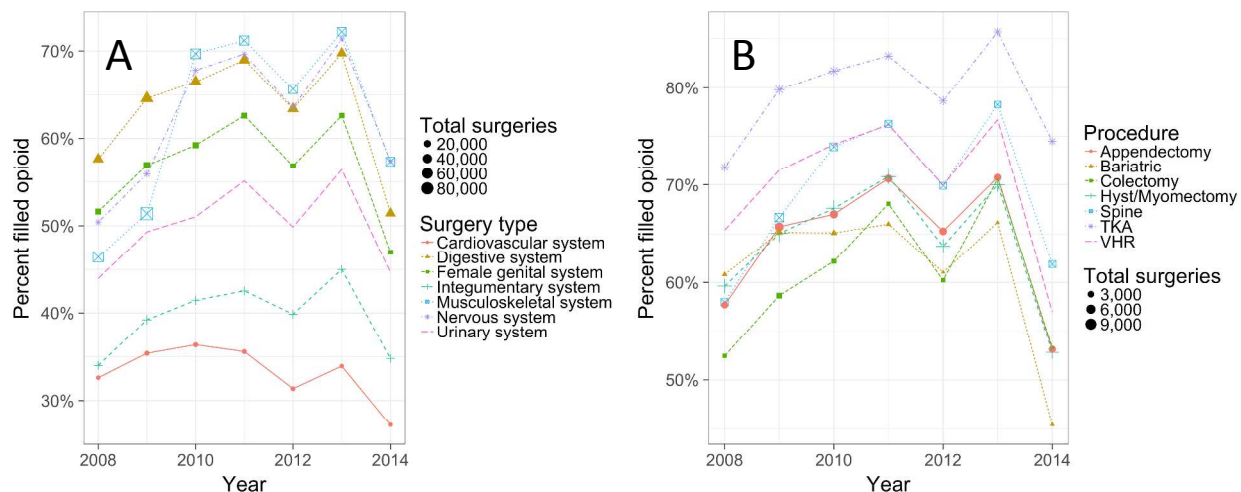 A
Percent filled opioid
70%
60%
50%
40%
30%
2008
2010
2012
2014
Year
Total surgeries
20,000
40,000
60,000
80,000
Surgery type
Cardiovascular system
Digestive system
Female genital system
Integumentary system
Musculoskeletal system
Nervous system
Urinary system
B
Percent filled opioid
80%
70%
60%
50%
2008
2010
2012
2014
Year
Procedure
Appendectomy
Bariatric
Colectomy
Hyst/Myomectomy
Spine
TKA
VHR
Total surgeries
3,000
6,000
9,000